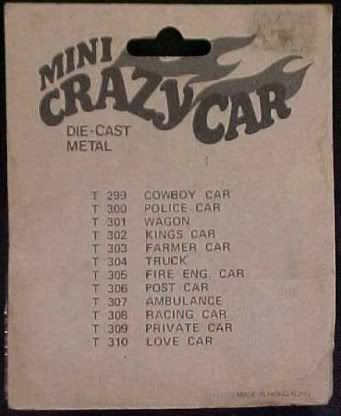 MINI
CRAZY CAR
DIE-CAST
METAL
T 299 COWBOY CAR
T 300 POLICE CAR
T 301 WAGON
T 302 KINGS CAR
T 303 FARMER CAR
T 304 TRUCK
T 305 FIRE ENG. CAR
T 306 POST CAR
T 307 AMBULANCE
T 308 RACING CAR
T 309 PRIVATE CAR
T 310 LOVE CAR
MADE IN HONG KONG